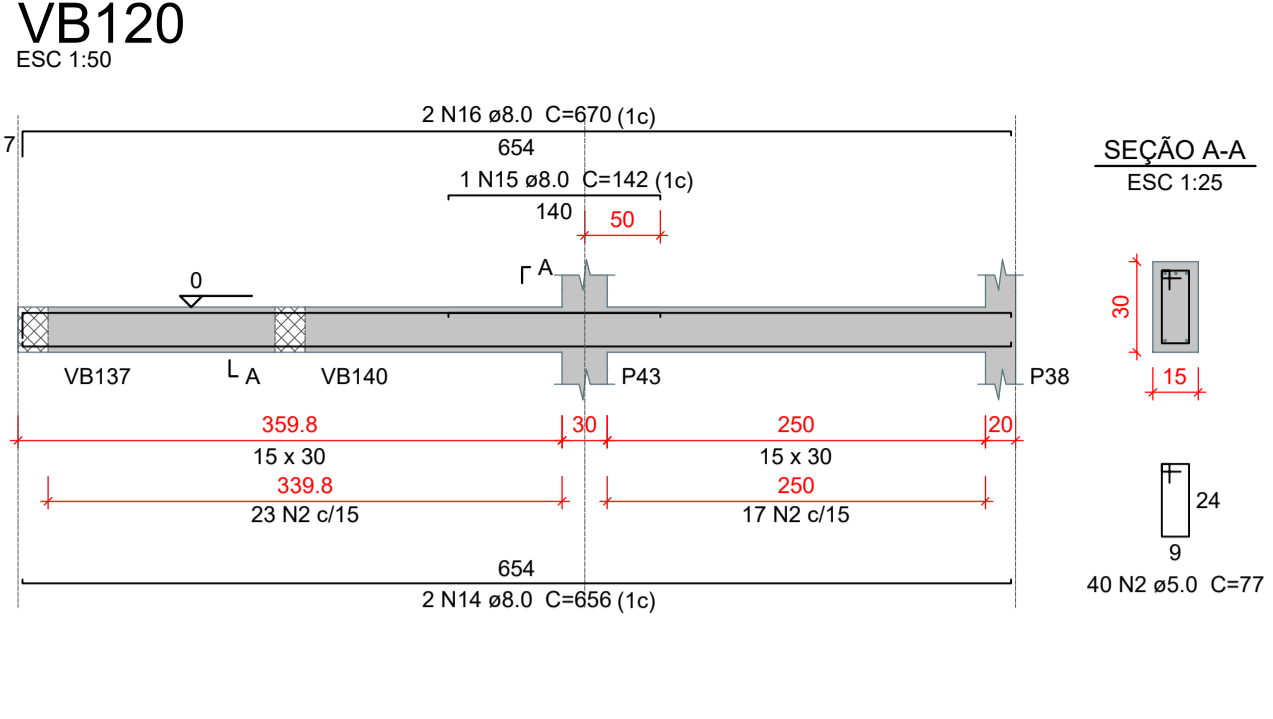 VB120
ESC 1:50
2 N16 ø8.0 C=670 (1c)
7
654
SEÇÃO A-A
ESC 1:25
1 N15 ø8.0 C=142 (1c)
140
50
A
0
30
VB137
A
VB140
P43
P38
15
359.8
30
250
20
15 x 30
15 x 30
339.8
250
23 N2 c/15
17 N2 c/15
24
9
40 N2 ø5.0 C=77
654
2 N14 ø8.0 C=656 (1c)